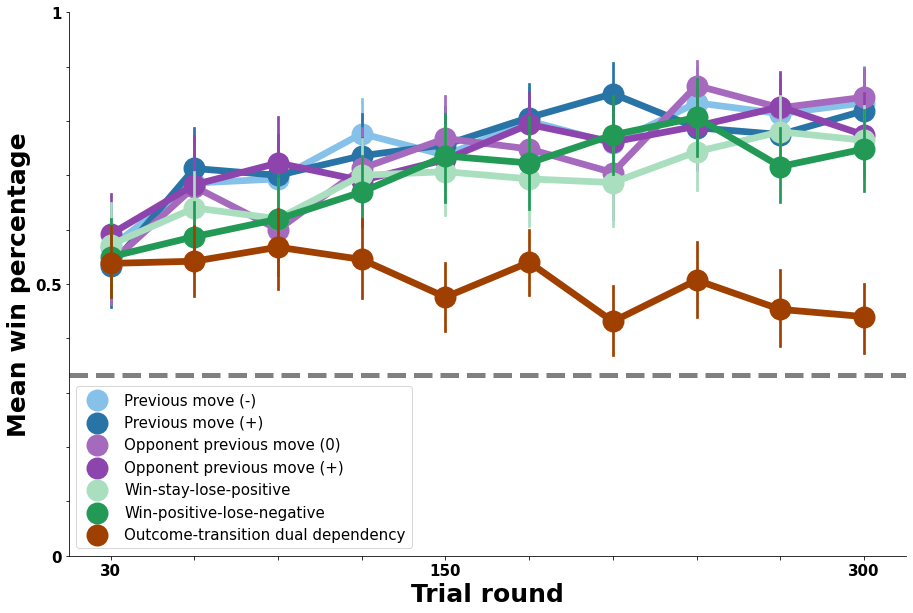 Mean win percentage
1
0.5
0
Previous move (-)
Previous move (+)
Opponent previous move (0)
Opponent previous move (+)
Win-stay-lose-positive
Win-positive-lose-negative
Outcome-transition dual dependency
30 150 300
Trial round